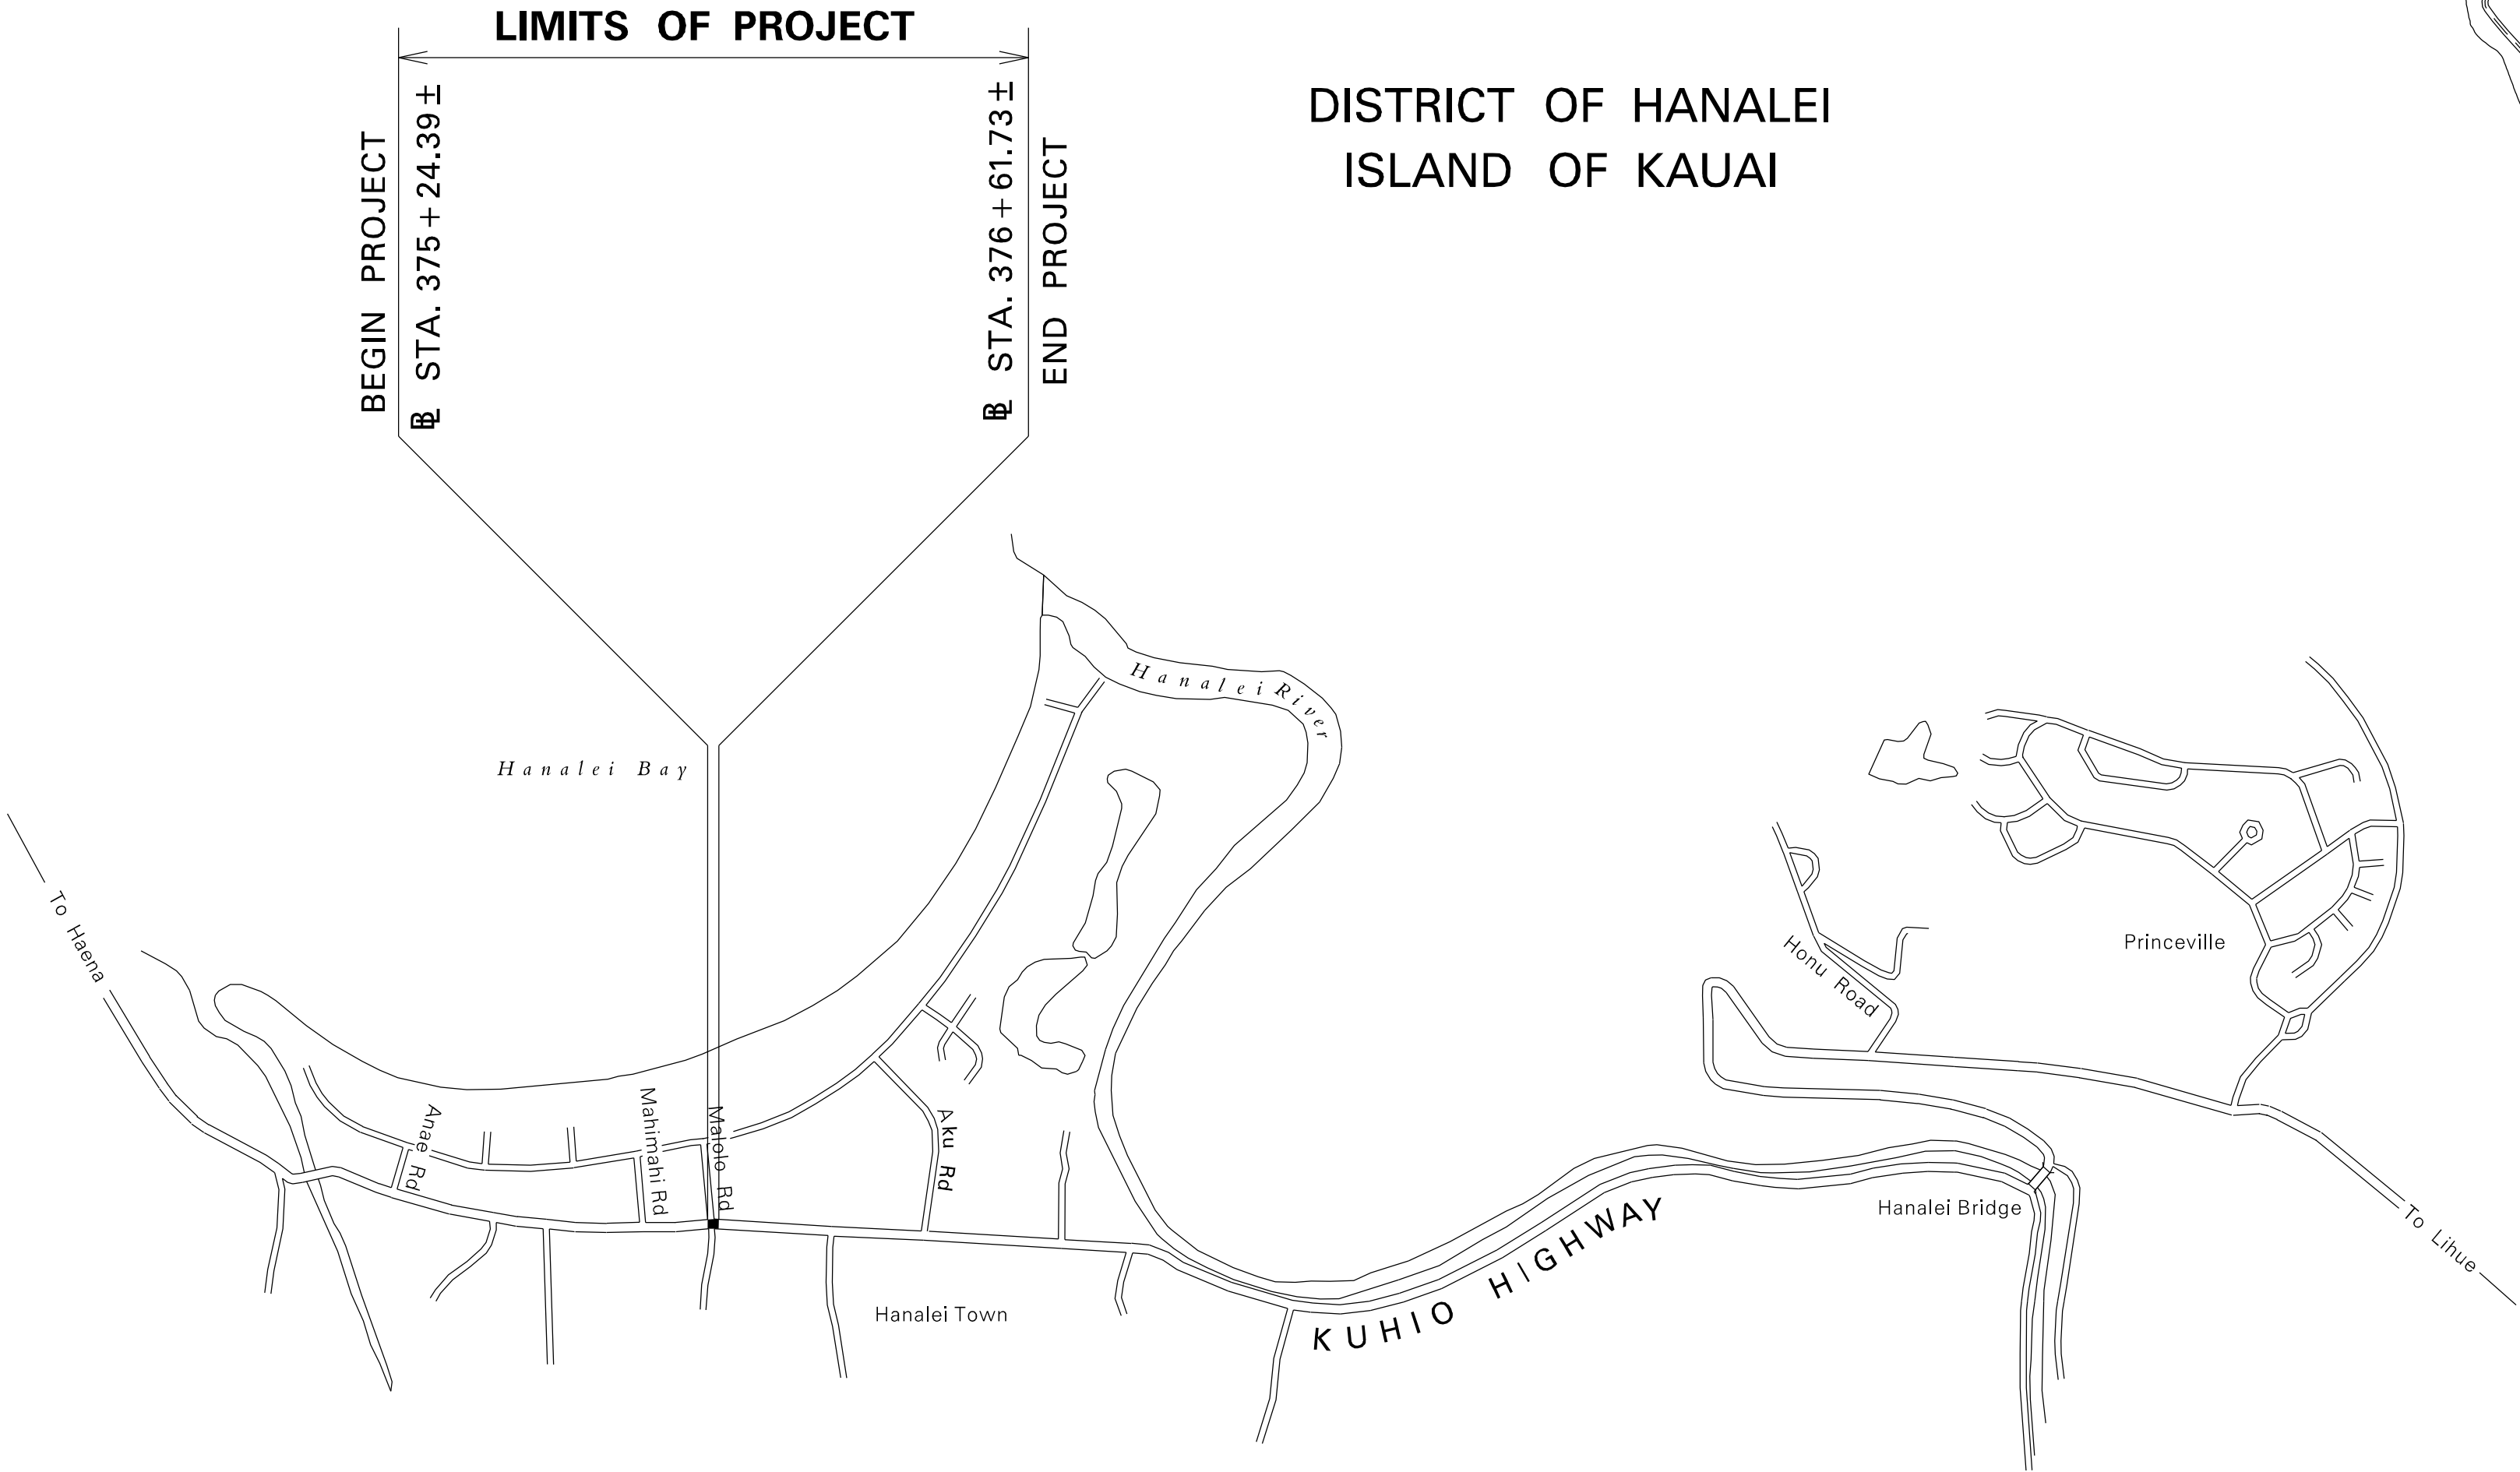 LIMITS OF PROJECT
BEGIN PROJECT
BL STA. 375+24.39±
BL STA. 376+61.73±
END PROJECT
DISTRICT OF HANALEI
ISLAND OF KAUAI
Hanalei River
Hanalei Bay
To Haena
Princeville
Honu Road
Anae Rd
Mahimahi Rd
Malolo Rd
Aku Rd
Hanalei Bridge
To Lihue
KUHIO HIGHWAY
Hanalei Town